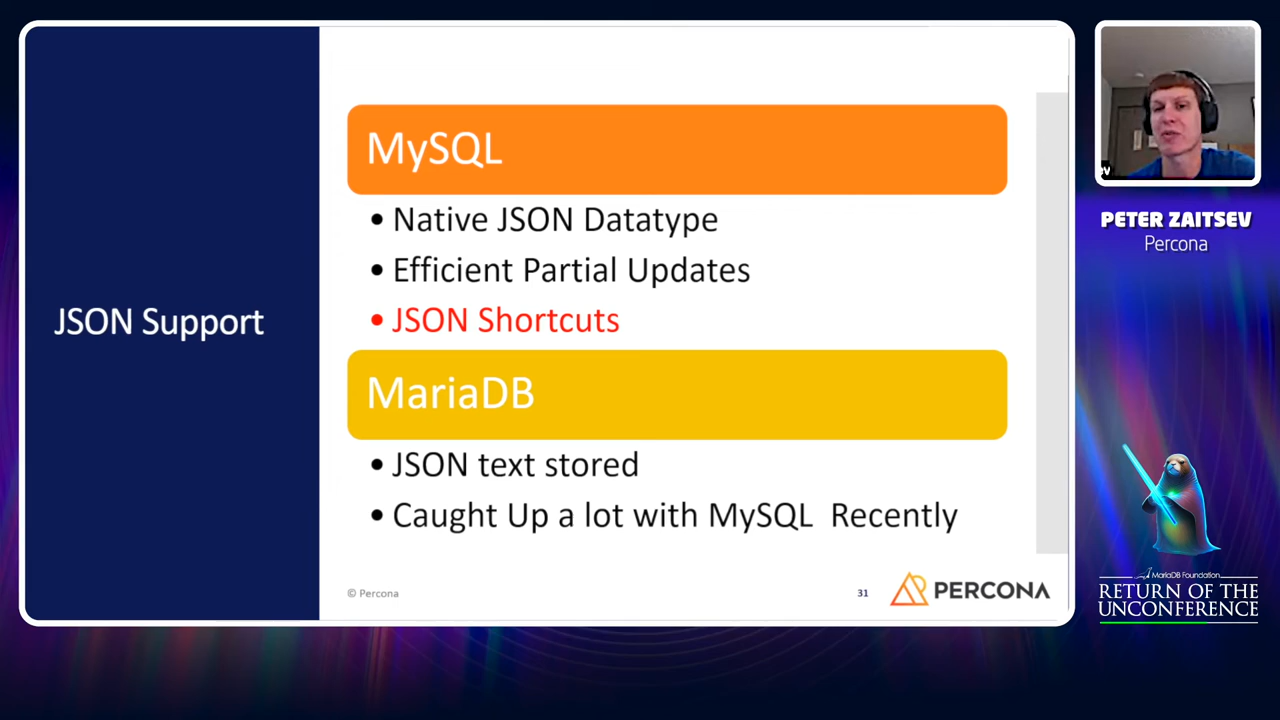 JSON Support
MySQL
• Native JSON Datatype
• Efficient Partial Updates
• JSON Shortcuts
MariaDB
• JSON text stored
• Caught Up a lot with MySQL  Recently
© Percona
31
PERCONA
PETER ZAITSEV
Percona
MariaDB Foundation
RETURN OF THE
UNCONFERENCE